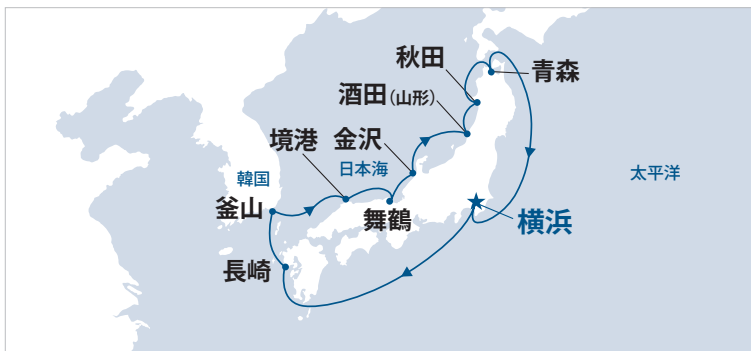 秋田
青森
酒田(山形)
境港
金沢
日本海
韓国
太平洋
釜山
舞鶴
横浜
長崎